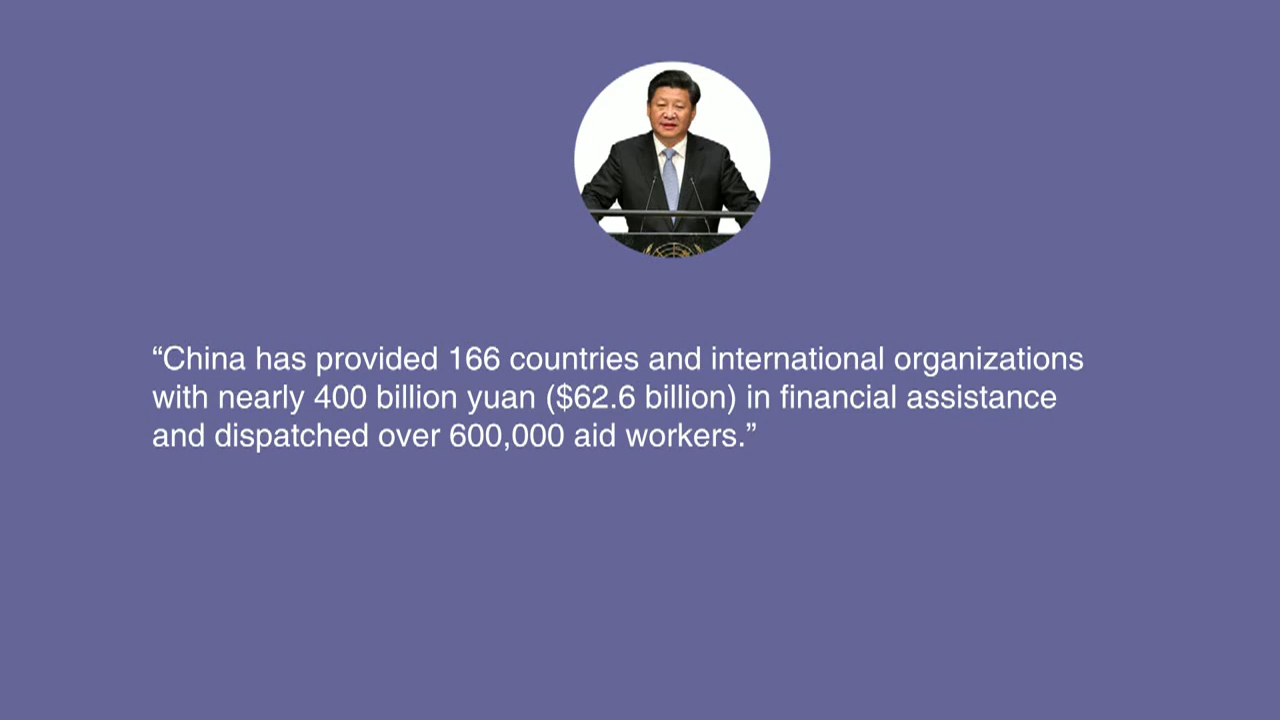 “China has provided 166 countries and international organizations
with nearly 400 billion yuan ($62.6 billion) in financial assistance
and dispatched over 600,000 aid workers.”